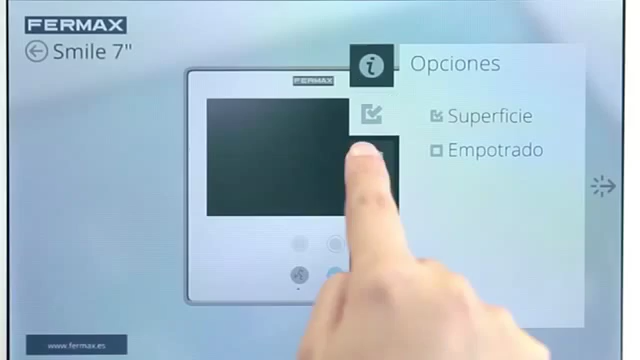 FERMAX
Smile 7"
FERMAX
Opciones
Superficie
Empotrado
www.fermax.es